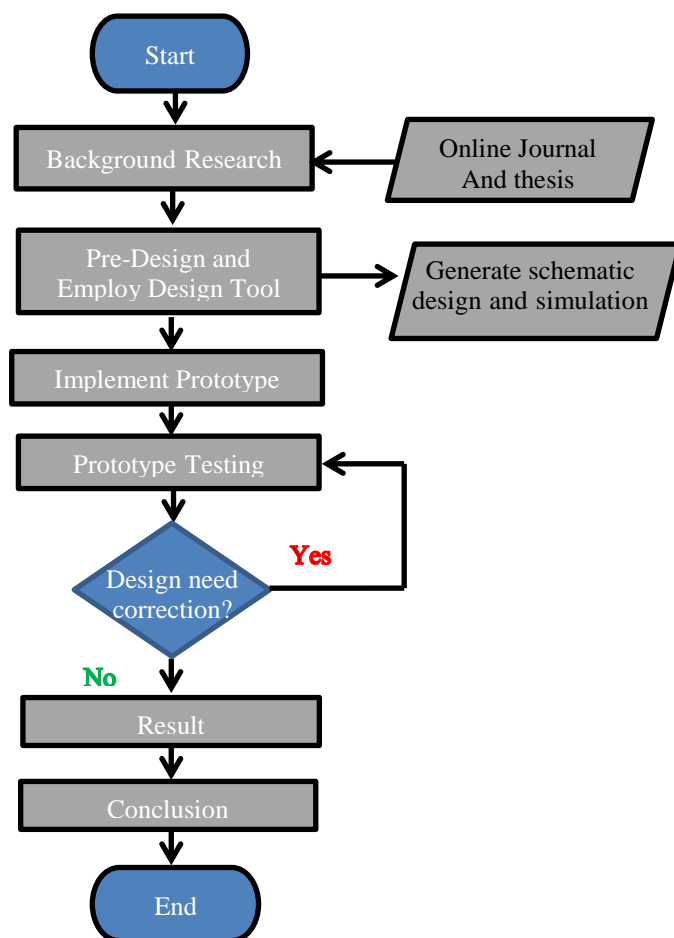 Start
Background Research
Online Journal
And thesis
Pre-Design and
Employ Design Tool
Generate schematic
design and simulation
Implement Prototype
Prototype Testing
Yes
Design need
correction?
No
Result
Conclusion
End